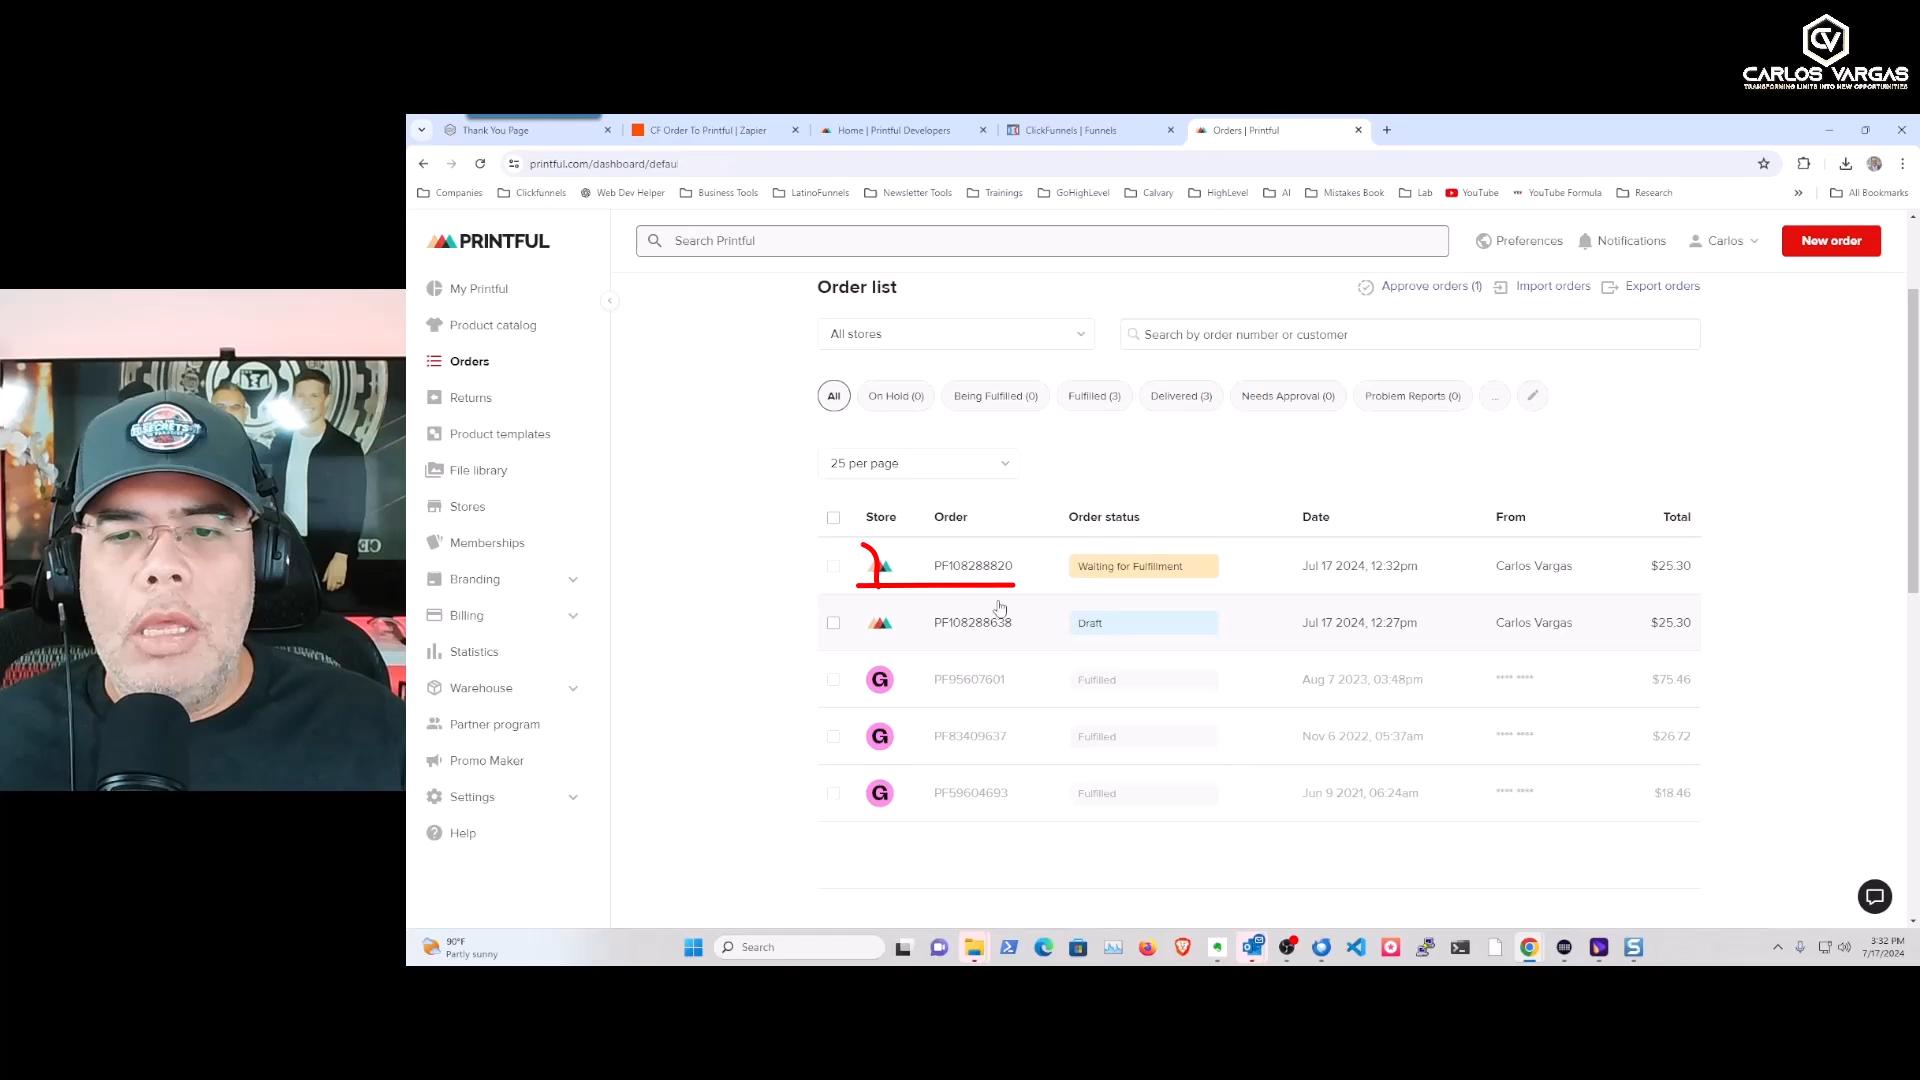 CV
CARLOS VARGAS
TRANSFORMING LIMITS INTO NEW OPPORTUNITIES
Thank You Page
CF Order To Printful | Zapier
Home | Printful Developers
ClickFunnels | Funnels
Orders | Printful
printful.com/dashboard/defaul
Companies
Clickfunnels
Web Dev Helper
Business Tools
LatinoFunnels
Newsletter Tools
Trainings
GoHighLevel
Calvary
HighLevel
AI
Mistakes Book
Lab
YouTube
YouTube Formula
Research
All Bookmarks
PRINTFUL
Search Printful
Preferences
Notifications
Carlos
New order
My Printful
Product catalog
Orders
Returns
Product templates
File library
Stores
Memberships
Branding
Billing
Statistics
Warehouse
Partner program
Promo Maker
Settings
Help
Order list
Approve orders (1)
Import orders
Export orders
All stores
Search by order number or customer
All
On Hold (0)
Being Fulfilled (0)
Fulfilled (3)
Delivered (3)
Needs Approval (0)
Problem Reports (0)
...
25 per page
Store Order Order status Date From Total
PF108288820 Waiting for Fulfillment Jul 17 2024, 12:32pm Carlos Vargas $25.30
PF108288638 Draft Jul 17 2024, 12:27pm Carlos Vargas $25.30
G PF95607601 Fulfilled Aug 7 2023, 03:48pm **** **** $75.46
G PF83409637 Fulfilled Nov 6 2022, 05:37am **** **** $26.72
G PF59604693 Fulfilled Jun 9 2021, 06:24am **** **** $18.46
90°F
Partly sunny
Search
3:32 PM
7/17/2024